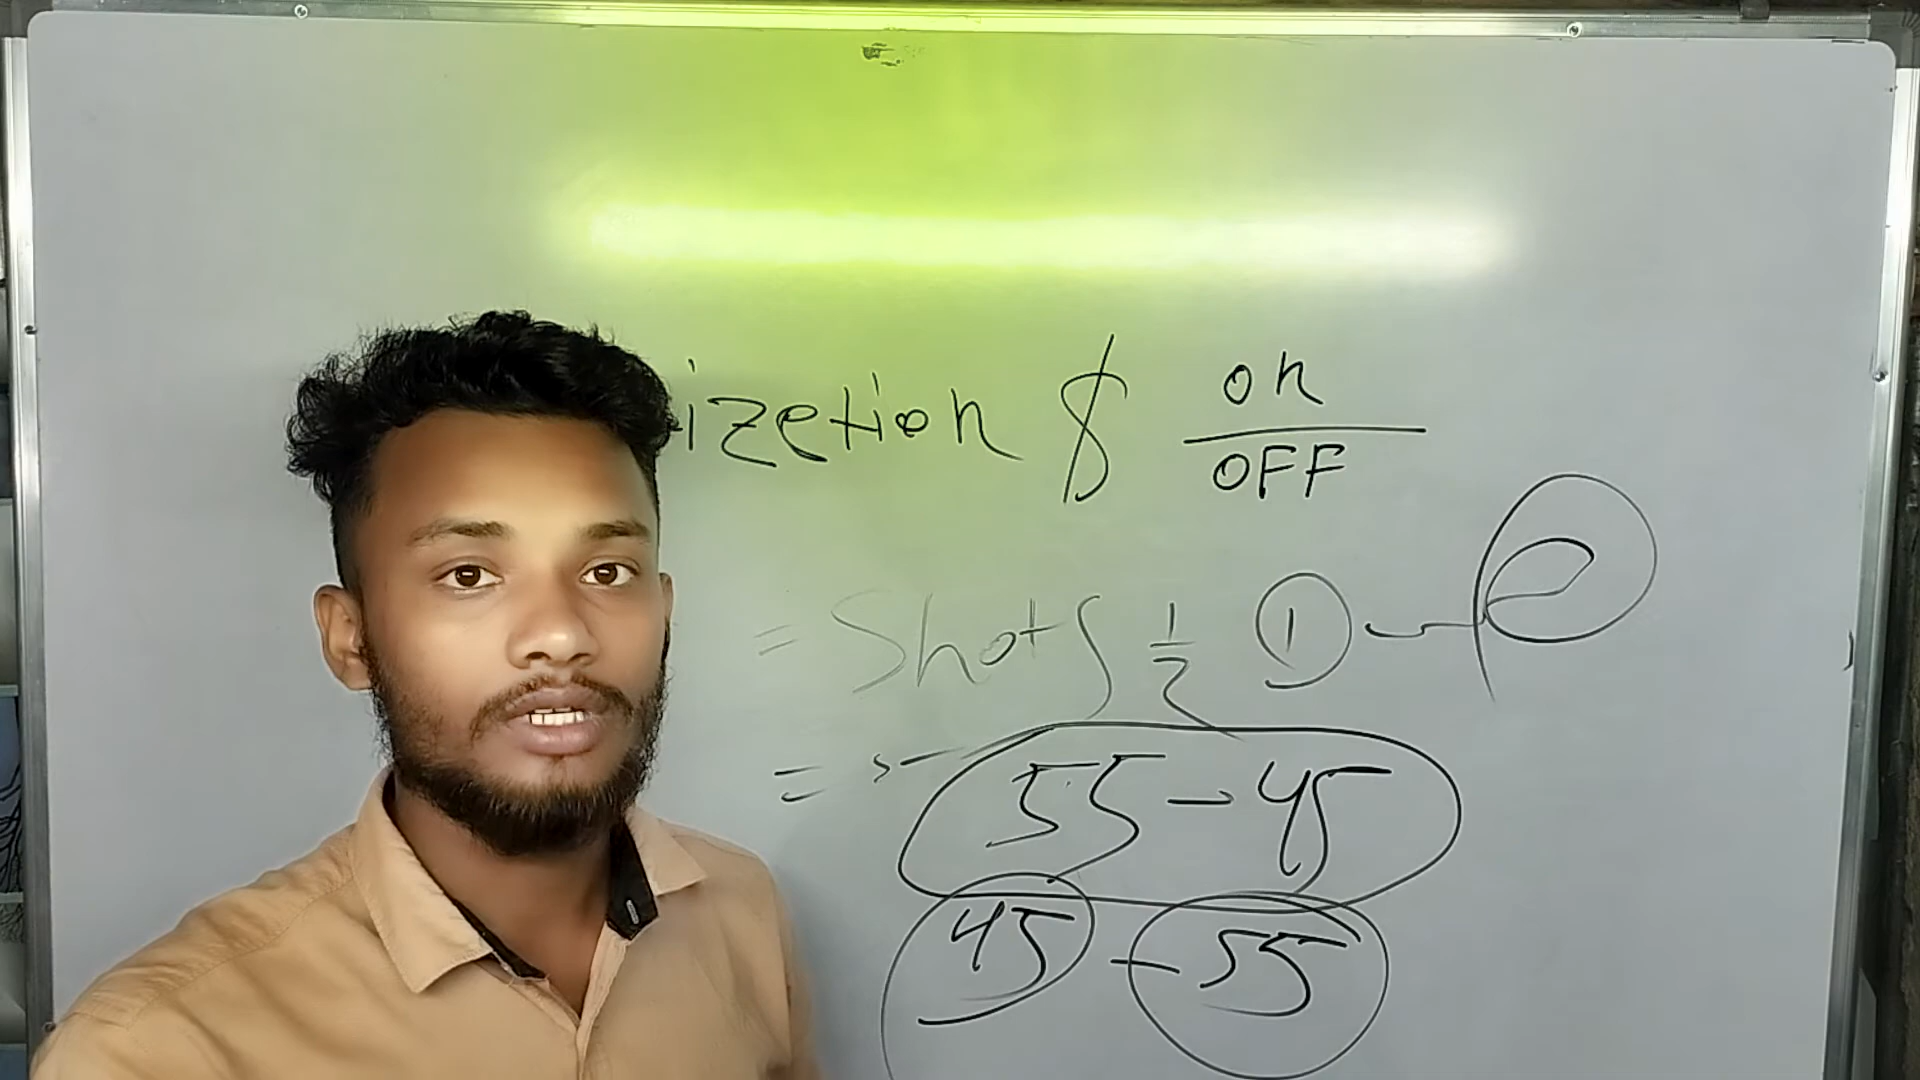 izetion $ on
OFF
= Shots 1/2 1
= 55 - 45
45 - 55